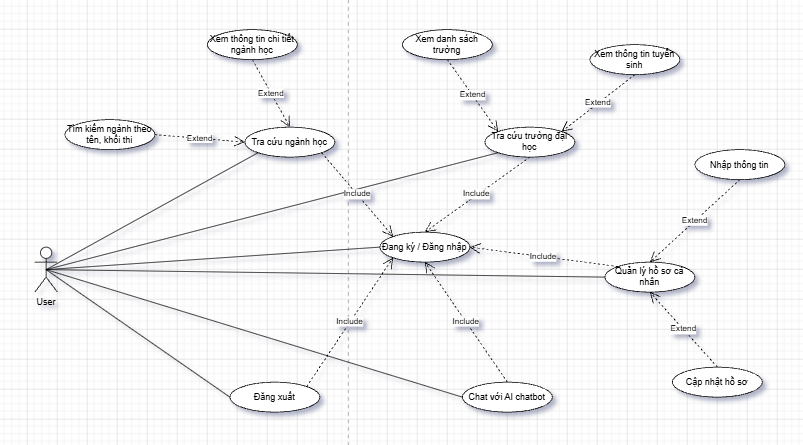 Xem thông tin chi tiết
ngành học
Xem danh sách
trường
Xem thông tin tuyển
sinh
Extend
Extend
Extend
Tìm kiếm ngành theo
tên, khối thi
Extend
Tra cứu ngành học
Tra cứu trường đại
học
Nhập thông tin
Include
Include
Extend
Đang ký / Đăng nhập
Include
Quản lý hồ sơ cá
nhân
User
Include
Include
Extend
Cập nhật hồ sơ
Đăng xuất
Chat với AI chatbot